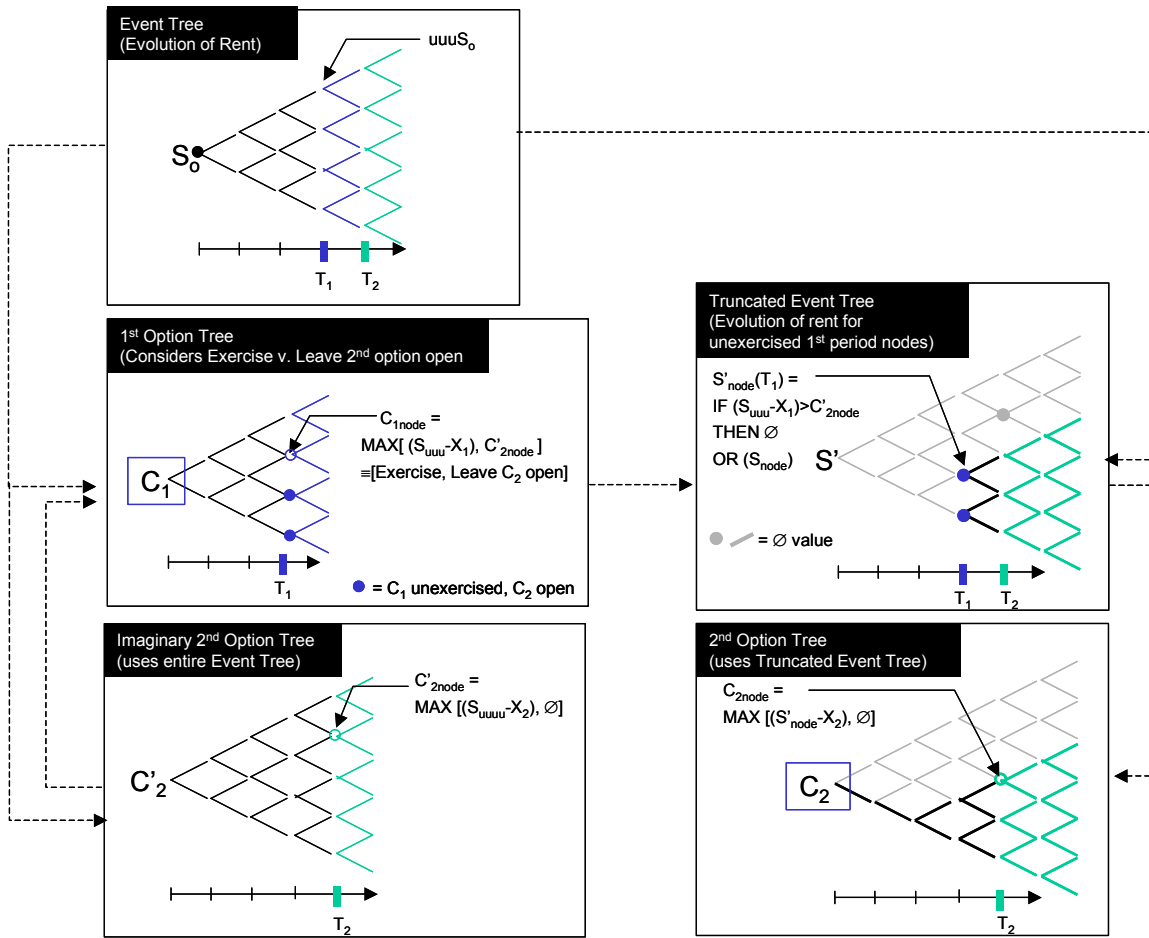 Event Tree
(Evolution of Rent)
uuuSₒ
Sₒ
T₁ T₂
1st Option Tree
(Considers Exercise v. Leave 2nd option open
C₁node =
MAX[ (Suuu-X₁), C'₂node ]
≡[Exercise, Leave C₂ open]
C₁
T₁
= C₁ unexercised, C₂ open
Truncated Event Tree
(Evolution of rent for
unexercised 1st period nodes)
S'node(T₁) =
IF (Suuu-X₁)>C'₂node
THEN ∅
OR (Snode)
S'
= ∅ value
T₁ T₂
Imaginary 2nd Option Tree
(uses entire Event Tree)
C'₂node =
MAX [(Suuuu-X₂), ∅]
C'₂
T₂
2nd Option Tree
(uses Truncated Event Tree)
C₂node =
MAX [(S'node-X₂), ∅]
C₂
T₂